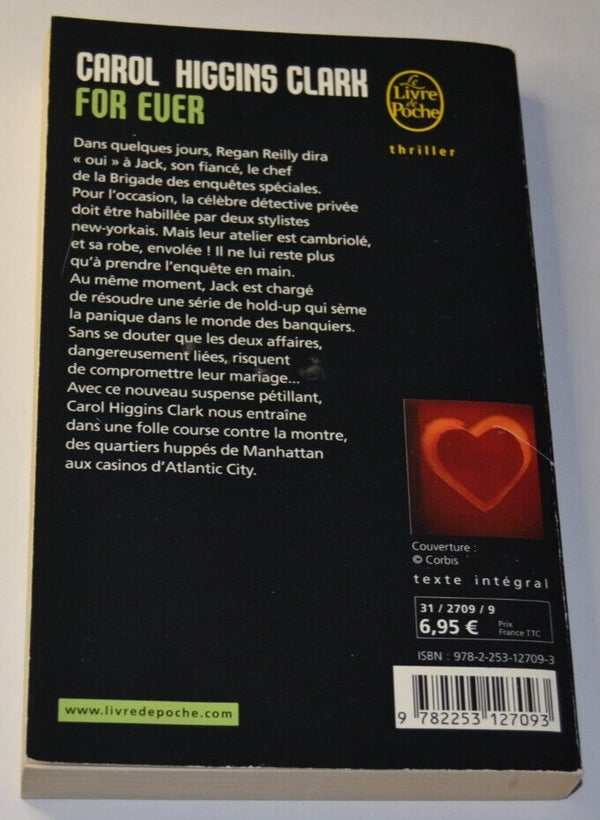 CAROL HIGGINS CLARK
FOR EVER
Le
Livre
de
Poche
thriller
Dans quelques jours, Regan Reilly dira
« oui » à Jack, son fiancé, le chef
de la Brigade des enquêtes spéciales.
Pour l'occasion, la célèbre détective privée
doit être habillée par deux stylistes
new-yorkais. Mais leur atelier est cambriolé,
et sa robe, envolée ! Il ne lui reste plus
qu'à prendre l'enquête en main.
Au même moment, Jack est chargé
de résoudre une série de hold-up qui sème
la panique dans le monde des banquiers.
Sans se douter que les deux affaires,
dangereusement liées, risquent
de compromettre leur mariage...
Avec ce nouveau suspense pétillant,
Carol Higgins Clark nous entraîne
dans une folle course contre la montre,
des quartiers huppés de Manhattan
aux casinos d'Atlantic City.
Couverture :
© Corbis
texte intégral
31 / 2709 / 9
6,95 € Prix
France TTC
ISBN : 978-2-253-12709-3
9 782253 127093
www.livredepoche.com